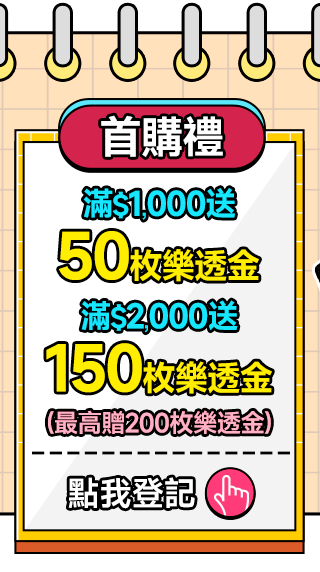 首購禮
滿$1,000送
50枚樂透金
滿$2,000送
150枚樂透金
(最高贈200枚樂透金)
點我登記